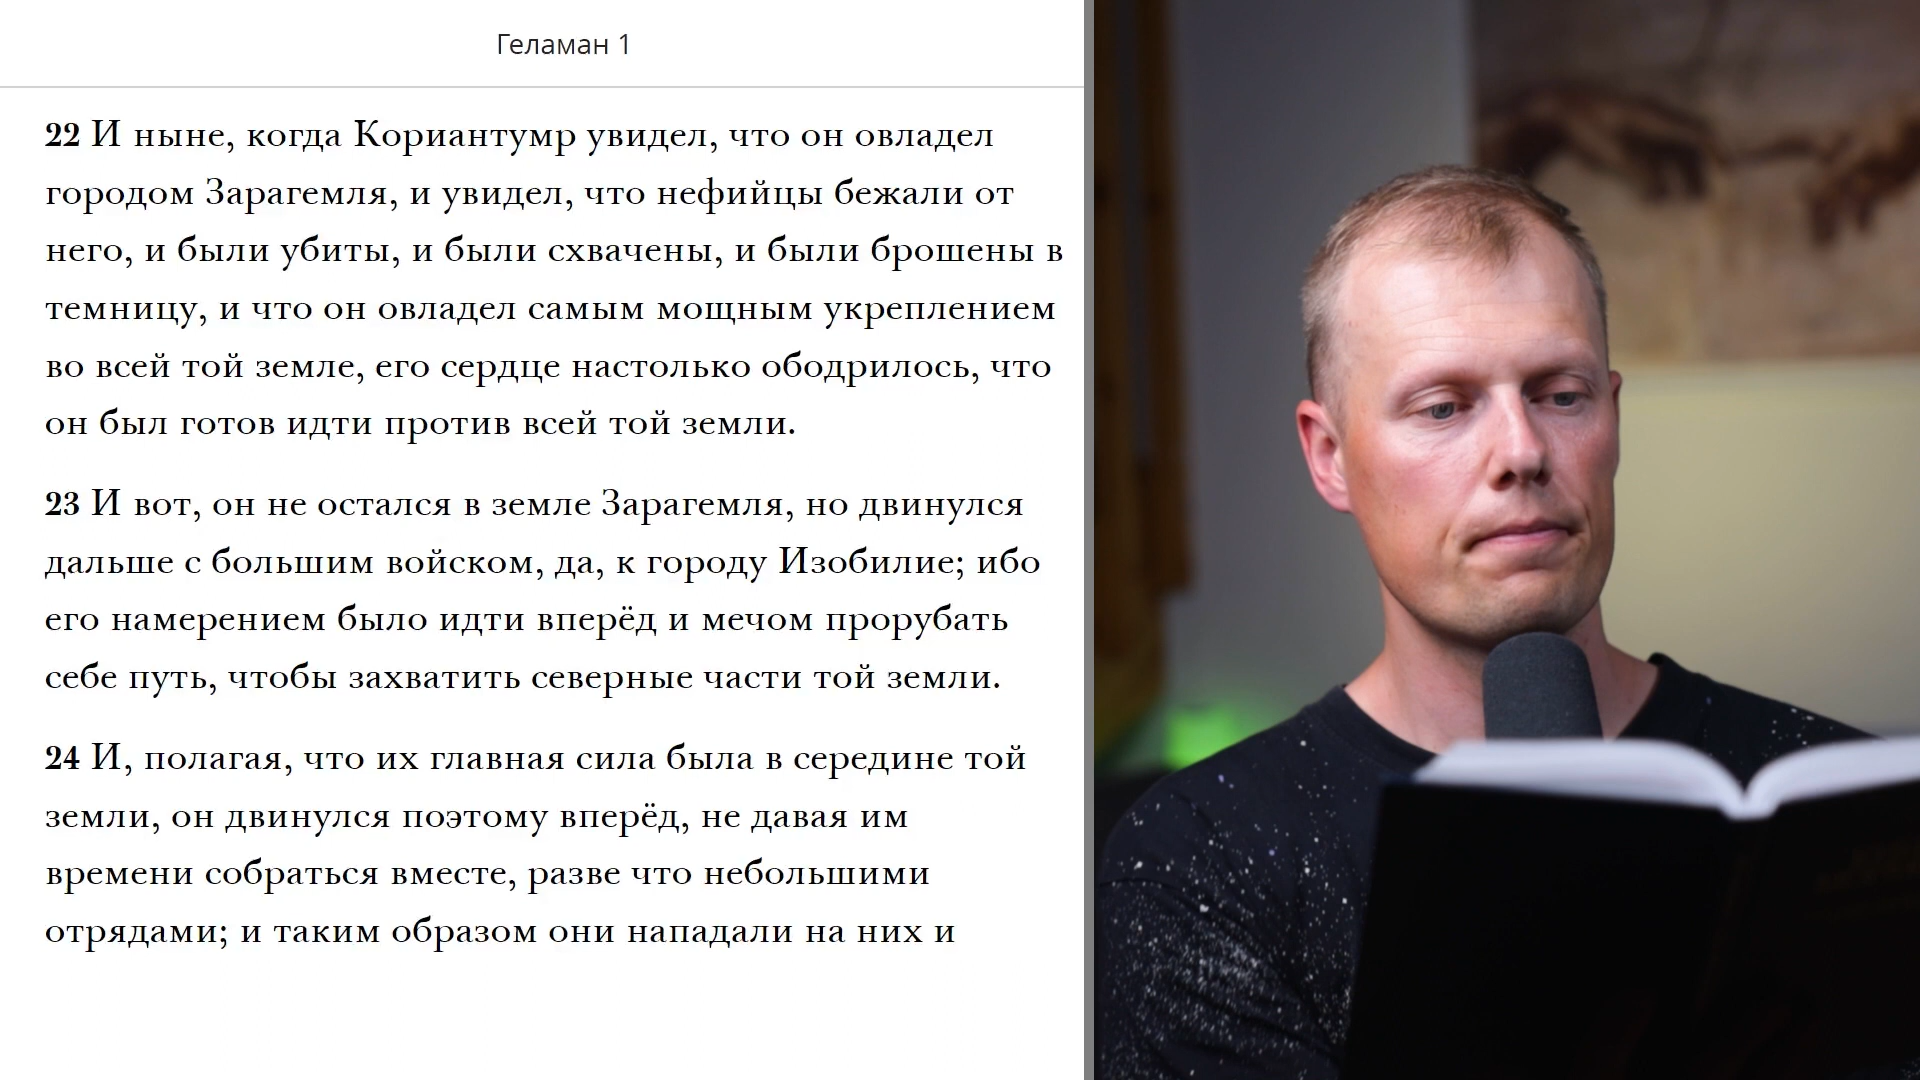 Геламан 1
22 И ныне, когда Кориантумр увидел, что он овладел
городом Зарагемля, и увидел, что нефийцы бежали от
него, и были убиты, и были схвачены, и были брошены в
темницу, и что он овладел самым мощным укреплением
во всей той земле, его сердце настолько ободрилось, что
он был готов идти против всей той земли.
23 И вот, он не остался в земле Зарагемля, но двинулся
дальше с большим войском, да, к городу Изобилие; ибо
его намерением было идти вперёд и мечом прорубать
себе путь, чтобы захватить северные части той земли.
24 И, полагая, что их главная сила была в середине той
земли, он двинулся поэтому вперёд, не давая им
времени собраться вместе, разве что небольшими
отрядами; и таким образом они нападали на них и